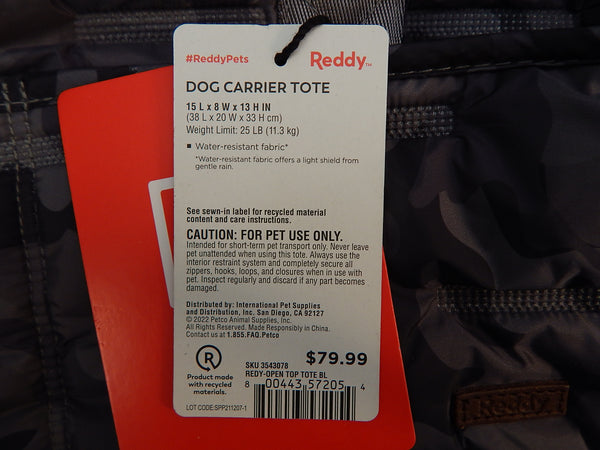 #ReddyPets
Reddy™
DOG CARRIER TOTE
15 L x 8 W x 13 H IN
(38 L x 20 W x 33 H cm)
Weight Limit: 25 LB (11.3 kg)
▪ Water-resistant fabric*
*Water-resistant fabric offers a light shield from
gentle rain.
See sewn-in label for recycled material
content and care instructions.
CAUTION: FOR PET USE ONLY.
Intended for short-term pet transport only. Never leave
pet unattended when using this tote. Always use the
interior restraint system and completely secure all
zippers, hooks, loops, and closures when in use with
pet. Inspect regularly and discard if any part becomes
damaged.
Distributed by: International Pet Supplies
and Distribution, Inc. San Diego, CA 92127
© 2022 Petco Animal Supplies, Inc.
All Rights Reserved. Made Responsibly in China.
Contact us at 1.855.FAQ.Petco
R
Product made
with recycled
materials.
LOT CODE:SPP211207-1
$79.99
SKU 3543078
REDY-OPEN TOP TOTE BL
8 00443 57205 4
Reddy